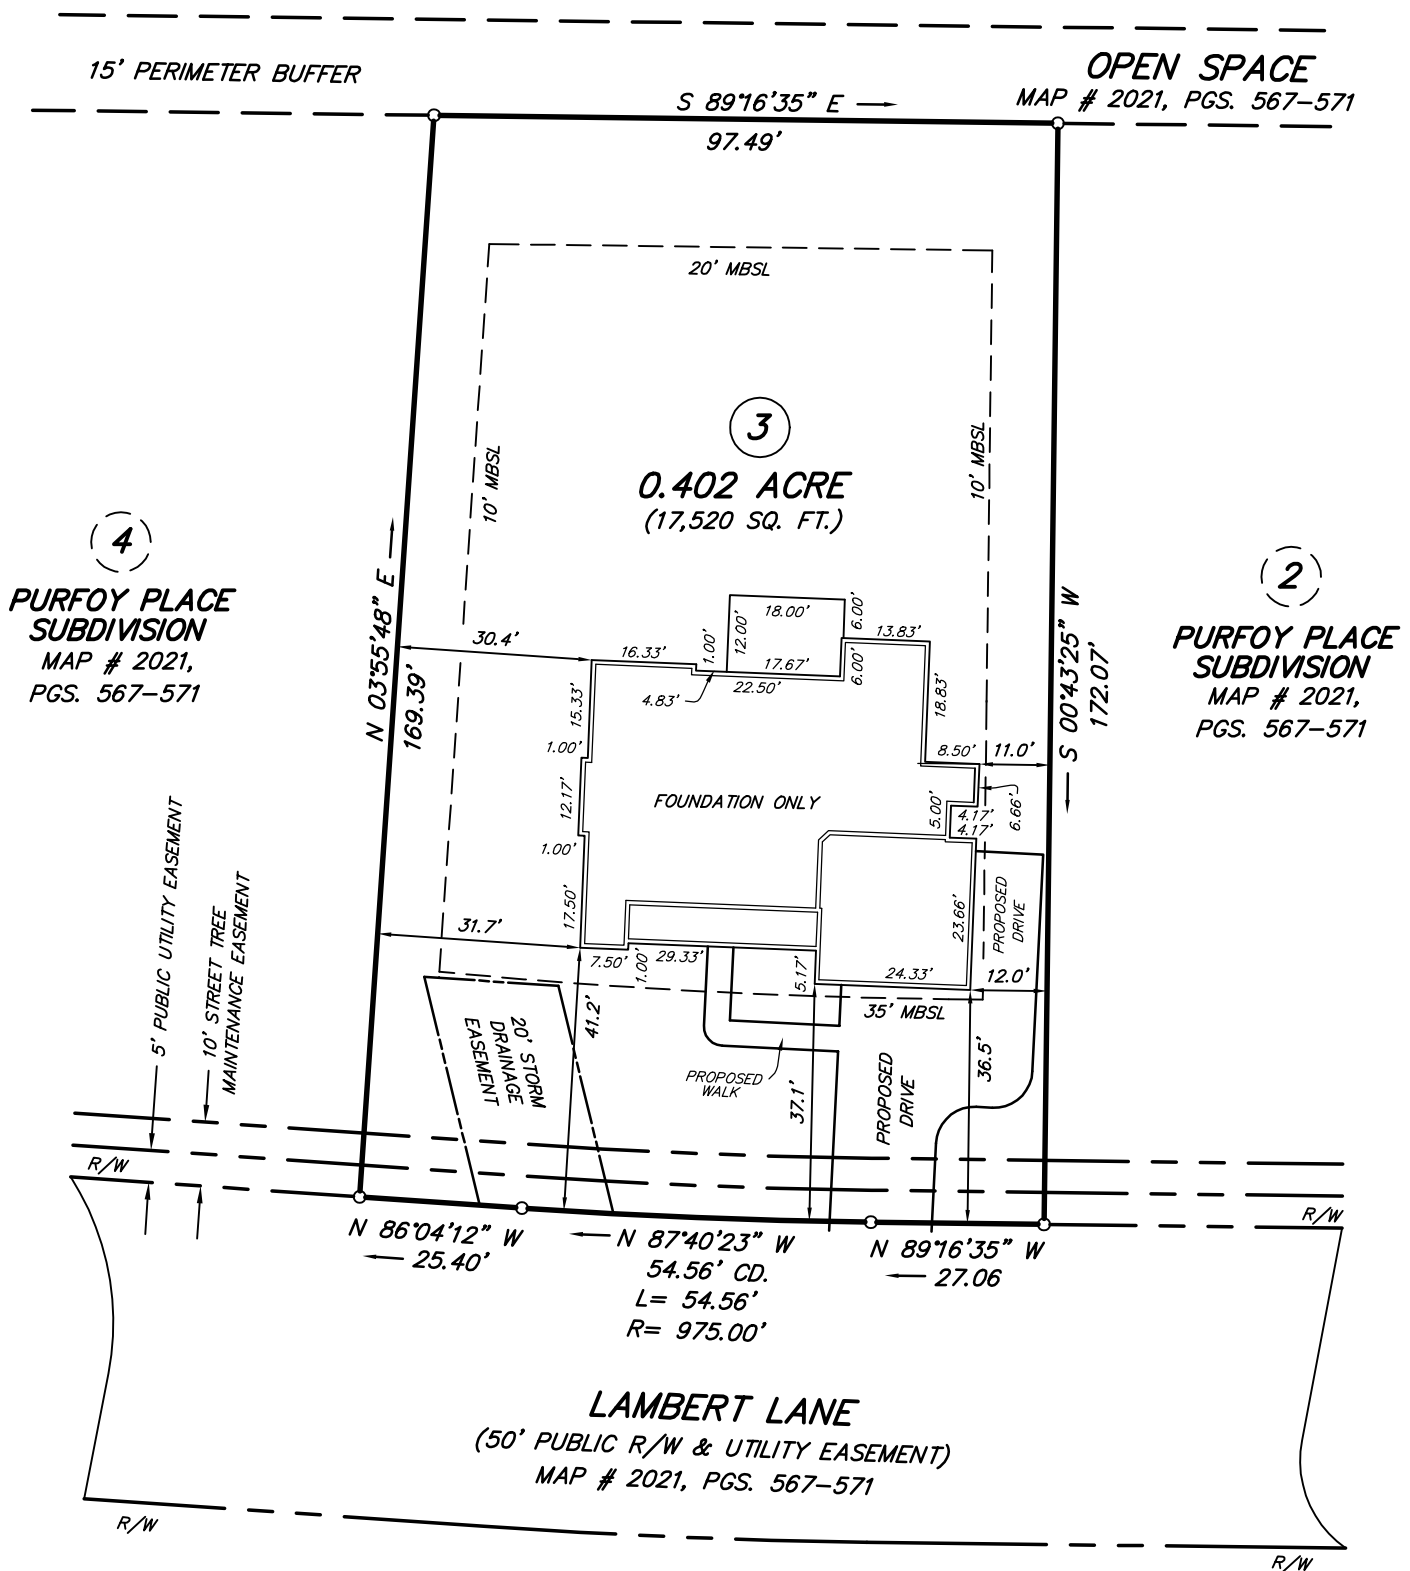 15' PERIMETER BUFFER
OPEN SPACE
MAP # 2021, PGS. 567-571
S 89°16'35" E
97.49'
20' MBSL
10' MBSL
10' MBSL
3
0.402 ACRE
(17,520 SQ. FT.)
4
PURFOY PLACE
SUBDIVISION
MAP # 2021,
PGS. 567-571
2
PURFOY PLACE
SUBDIVISION
MAP # 2021,
PGS. 567-571
N 03°55'48" E
169.39'
S 00°43'25" W
172.07'
30.4'
16.33'
1.00'
12.00'
18.00'
6.00'
13.83'
17.67'
6.00'
4.83'
22.50'
18.83'
15.33'
1.00'
8.50'
11.0'
12.17'
FOUNDATION ONLY
5.00'
4.17'
4.17'
6.66'
1.00'
17.50'
31.7'
7.50'
1.00'
29.33'
5.17'
24.33'
23.66'
PROPOSED
DRIVE
12.0'
35' MBSL
41.2'
37.1'
36.5'
20' STORM
DRAINAGE
EASEMENT
PROPOSED
WALK
PROPOSED
DRIVE
5' PUBLIC UTILITY EASEMENT
10' STREET TREE
MAINTENANCE EASEMENT
R/W
R/W
N 86°04'12" W
25.40'
N 87°40'23" W
54.56' CD.
L= 54.56'
R= 975.00'
N 89°16'35" W
27.06
LAMBERT LANE
(50' PUBLIC R/W & UTILITY EASEMENT)
MAP # 2021, PGS. 567-571
R/W
R/W